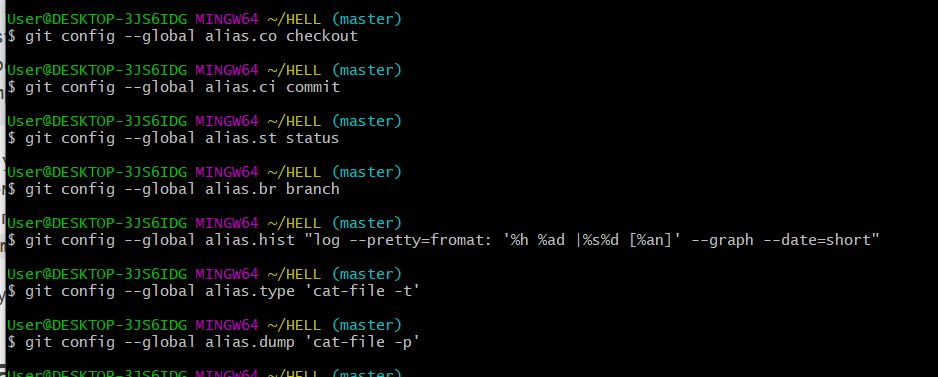 User@DESKTOP-3JS6IDG MINGW64 ~/HELL (master)
$ git config --global alias.co checkout
User@DESKTOP-3JS6IDG MINGW64 ~/HELL (master)
$ git config --global alias.ci commit
User@DESKTOP-3JS6IDG MINGW64 ~/HELL (master)
$ git config --global alias.st status
User@DESKTOP-3JS6IDG MINGW64 ~/HELL (master)
$ git config --global alias.br branch
User@DESKTOP-3JS6IDG MINGW64 ~/HELL (master)
$ git config --global alias.hist "log --pretty=fromat: '%h %ad |%s%d [%an]' --graph --date=short"
User@DESKTOP-3JS6IDG MINGW64 ~/HELL (master)
$ git config --global alias.type 'cat-file -t'
User@DESKTOP-3JS6IDG MINGW64 ~/HELL (master)
$ git config --global alias.dump 'cat-file -p'
User@DESKTOP-3JS6IDG MINGW64 ~/HELL (master)